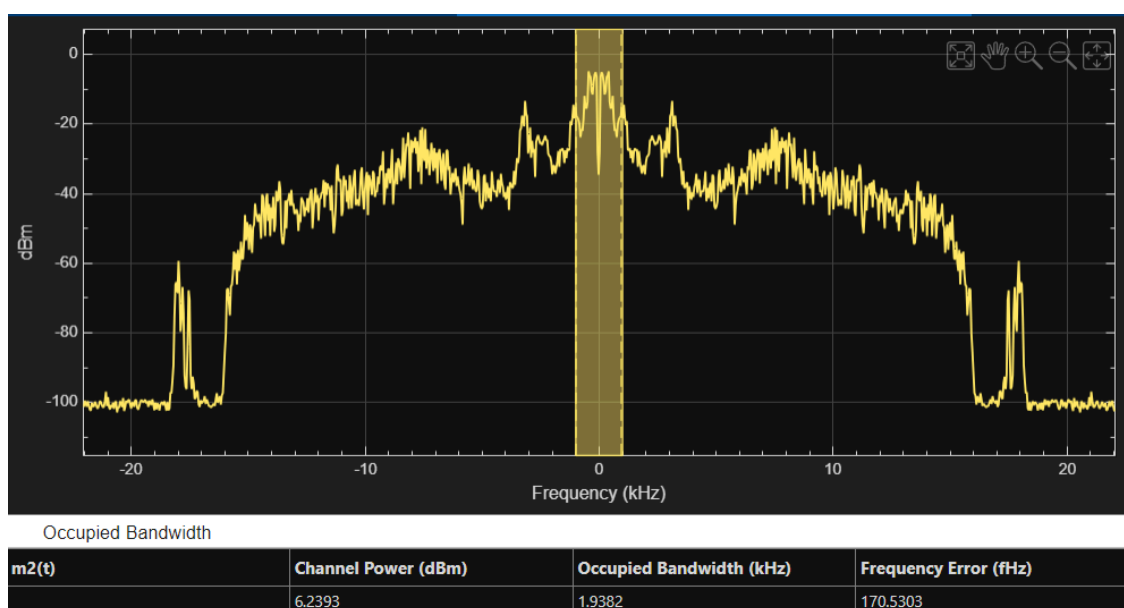 0
-20
-40
-60
-80
-100
dBm
-20 -10 0 10 20
Frequency (kHz)
Occupied Bandwidth
m2(t) Channel Power (dBm) Occupied Bandwidth (kHz) Frequency Error (fHz)
6.2393 1.9382 170.5303